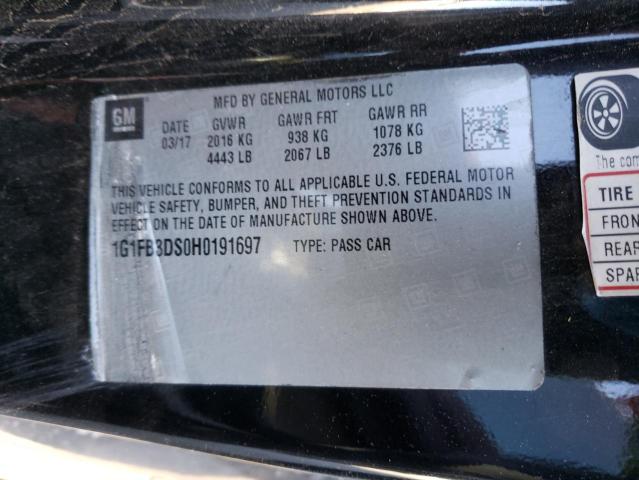 GM
MFD BY GENERAL MOTORS LLC
DATE GVWR GAWR FRT GAWR RR
03/17 2016 KG 938 KG 1078 KG
4443 LB 2067 LB 2376 LB
THIS VEHICLE CONFORMS TO ALL APPLICABLE U.S. FEDERAL MOTOR
VEHICLE SAFETY, BUMPER, AND THEFT PREVENTION STANDARDS IN
EFFECT ON THE DATE OF MANUFACTURE SHOWN ABOVE.
1G1FB3DS0H0191697 TYPE: PASS CAR
The com
TIRE
FRON
REAR
SPAR